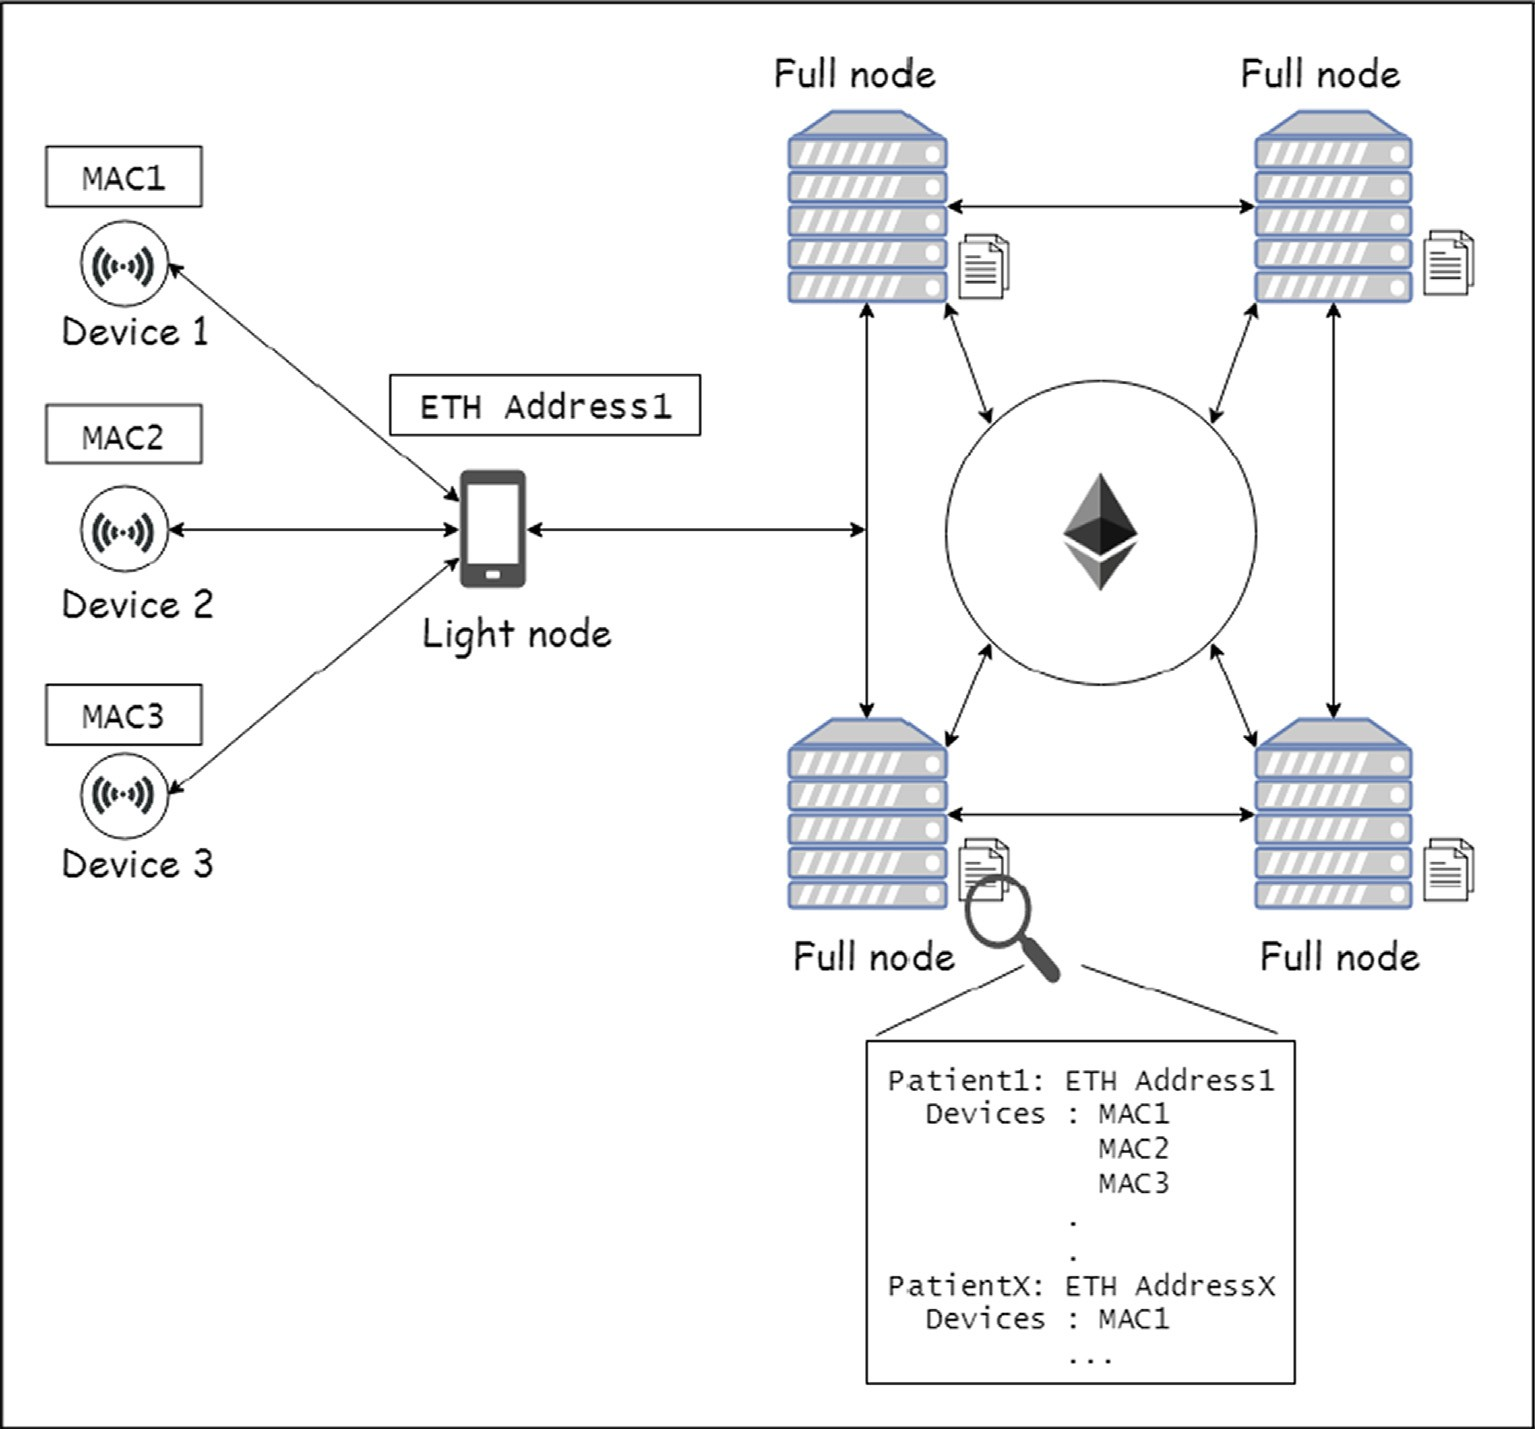 Full node
Full node
MAC1
Device 1
ETH Address1
MAC2
Device 2
Light node
MAC3
Device 3
Full node
Full node
Patient1: ETH Address1
Devices : MAC1
MAC2
MAC3
.
.
PatientX: ETH AddressX
Devices : MAC1
...